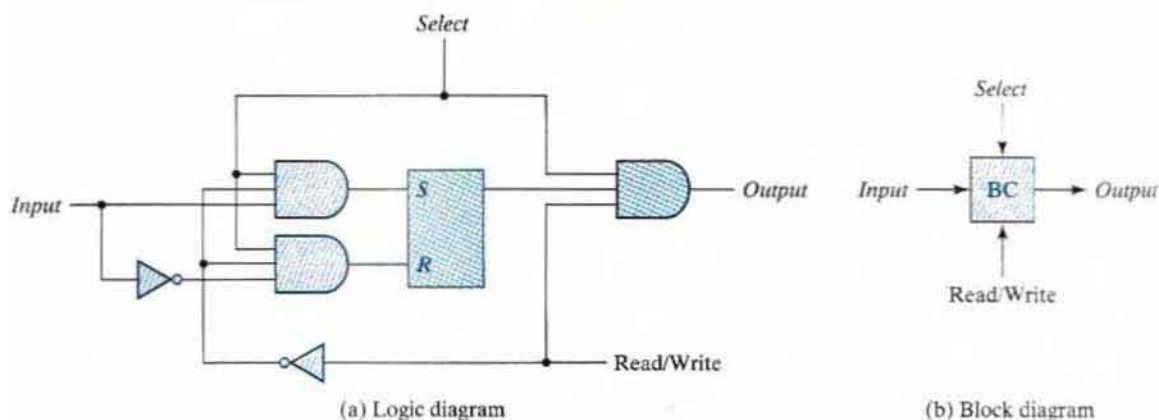 Select
Input
S
R
Output
Read/Write
(a) Logic diagram
Select
Input
BC
Output
Read/Write
(b) Block diagram